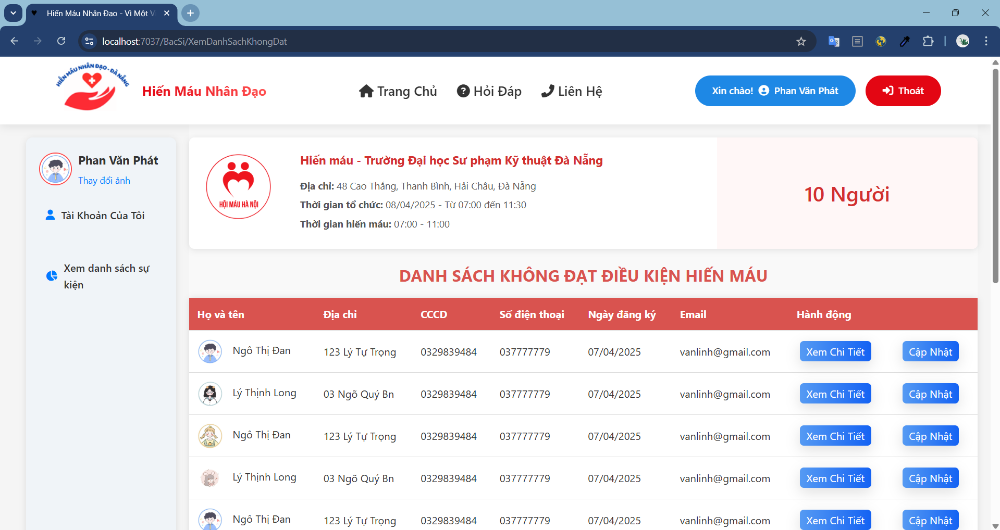 Hiến Máu Nhân Đạo - Vì Một V
localhost:7037/BacSi/XemDanhSachKhongDat
HIẾN MÁU NHÂN ĐẠO - ĐÀ NẴNG
Hiến Máu Nhân Đạo
Trang Chủ
Hỏi Đáp
Liên Hệ
Xin chào! Phan Văn Phát
Thoát
Phan Văn Phát
Thay đổi ảnh
Tài Khoản Của Tôi
Xem danh sách sự
kiện
HỘI MÁU HÀ NỘI
Hiến máu - Trường Đại học Sư phạm Kỹ thuật Đà Nẵng
Địa chỉ: 48 Cao Thắng, Thanh Bình, Hải Châu, Đà Nẵng
Thời gian tổ chức: 08/04/2025 - Từ 07:00 đến 11:30
Thời gian hiến máu: 07:00 - 11:00
10 Người
DANH SÁCH KHÔNG ĐẠT ĐIỀU KIỆN HIẾN MÁU
Họ và tên Địa chỉ CCCD Số điện thoại Ngày đăng ký Email Hành động
Ngô Thị Đan 123 Lý Tự Trọng 0329839484 037777779 07/04/2025 vanlinh@gmail.com Xem Chi Tiết Cập Nhật
Lý Thịnh Long 03 Ngõ Quý Bn 0329839484 037777779 07/04/2025 vanlinh@gmail.com Xem Chi Tiết Cập Nhật
Ngô Thị Đan 123 Lý Tự Trọng 0329839484 037777779 07/04/2025 vanlinh@gmail.com Xem Chi Tiết Cập Nhật
Lý Thịnh Long 03 Ngõ Quý Bn 0329839484 037777779 07/04/2025 vanlinh@gmail.com Xem Chi Tiết Cập Nhật
Ngô Thị Đan 123 Lý Tự Trọng 0329839484 037777779 07/04/2025 vanlinh@gmail.com Xem Chi Tiết Cập Nhật